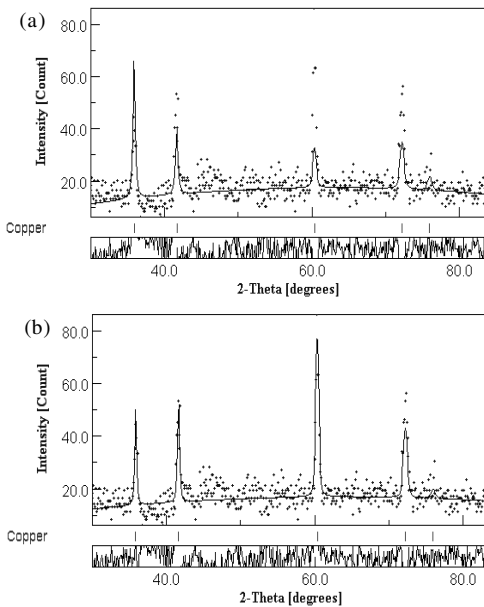 (a)
80.0
60.0
40.0
20.0
Intensity [Count]
Copper
40.0 60.0 80.0
2-Theta [degrees]
(b)
80.0
60.0
40.0
20.0
Intensity [Count]
Copper
40.0 60.0 80.0
2-Theta [degrees]